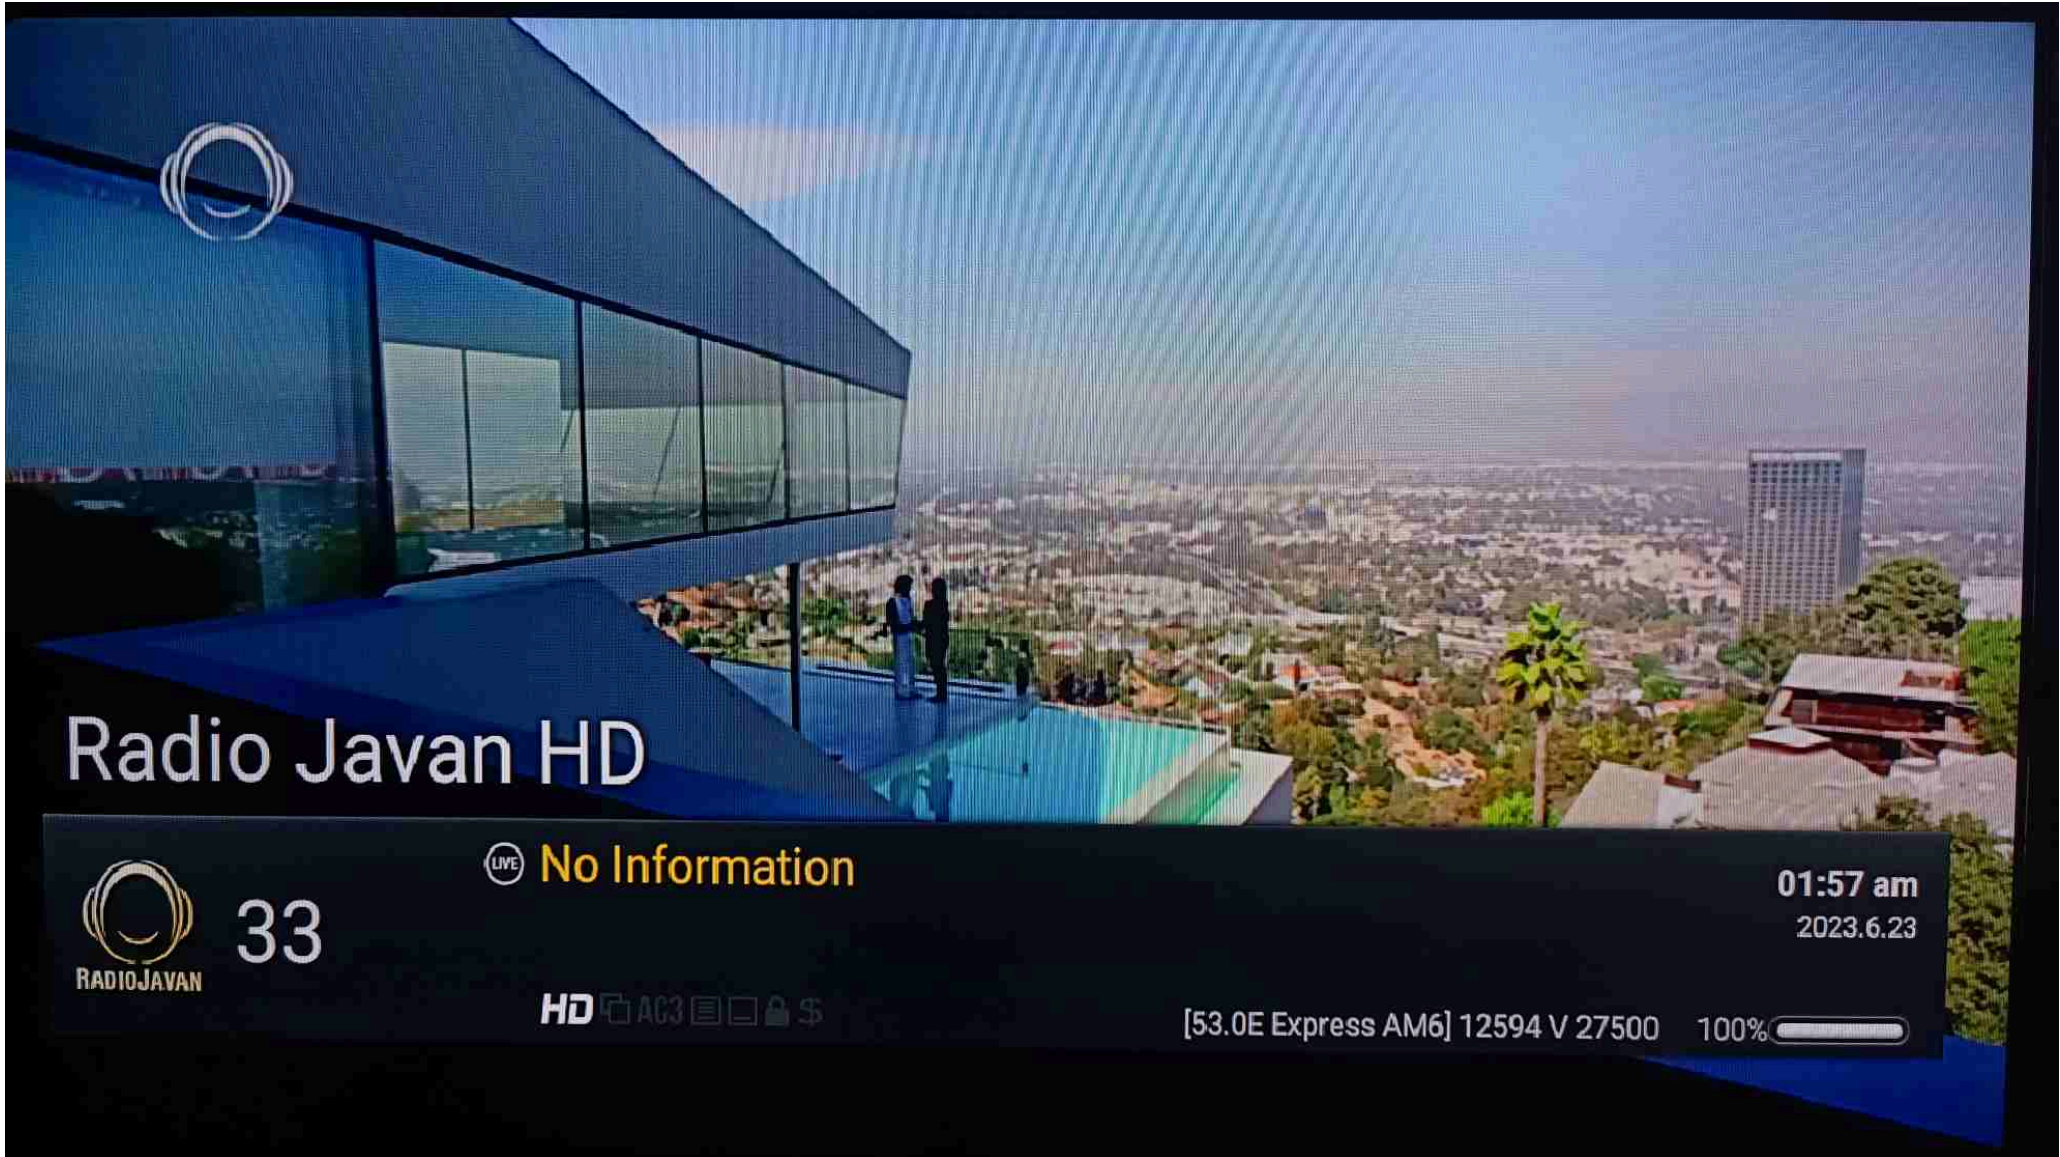 Radio Javan HD
LIVE No Information
01:57 am
2023.6.23
33
RADIOJAVAN
HD AC3 $
[53.0E Express AM6] 12594 V 27500 100%